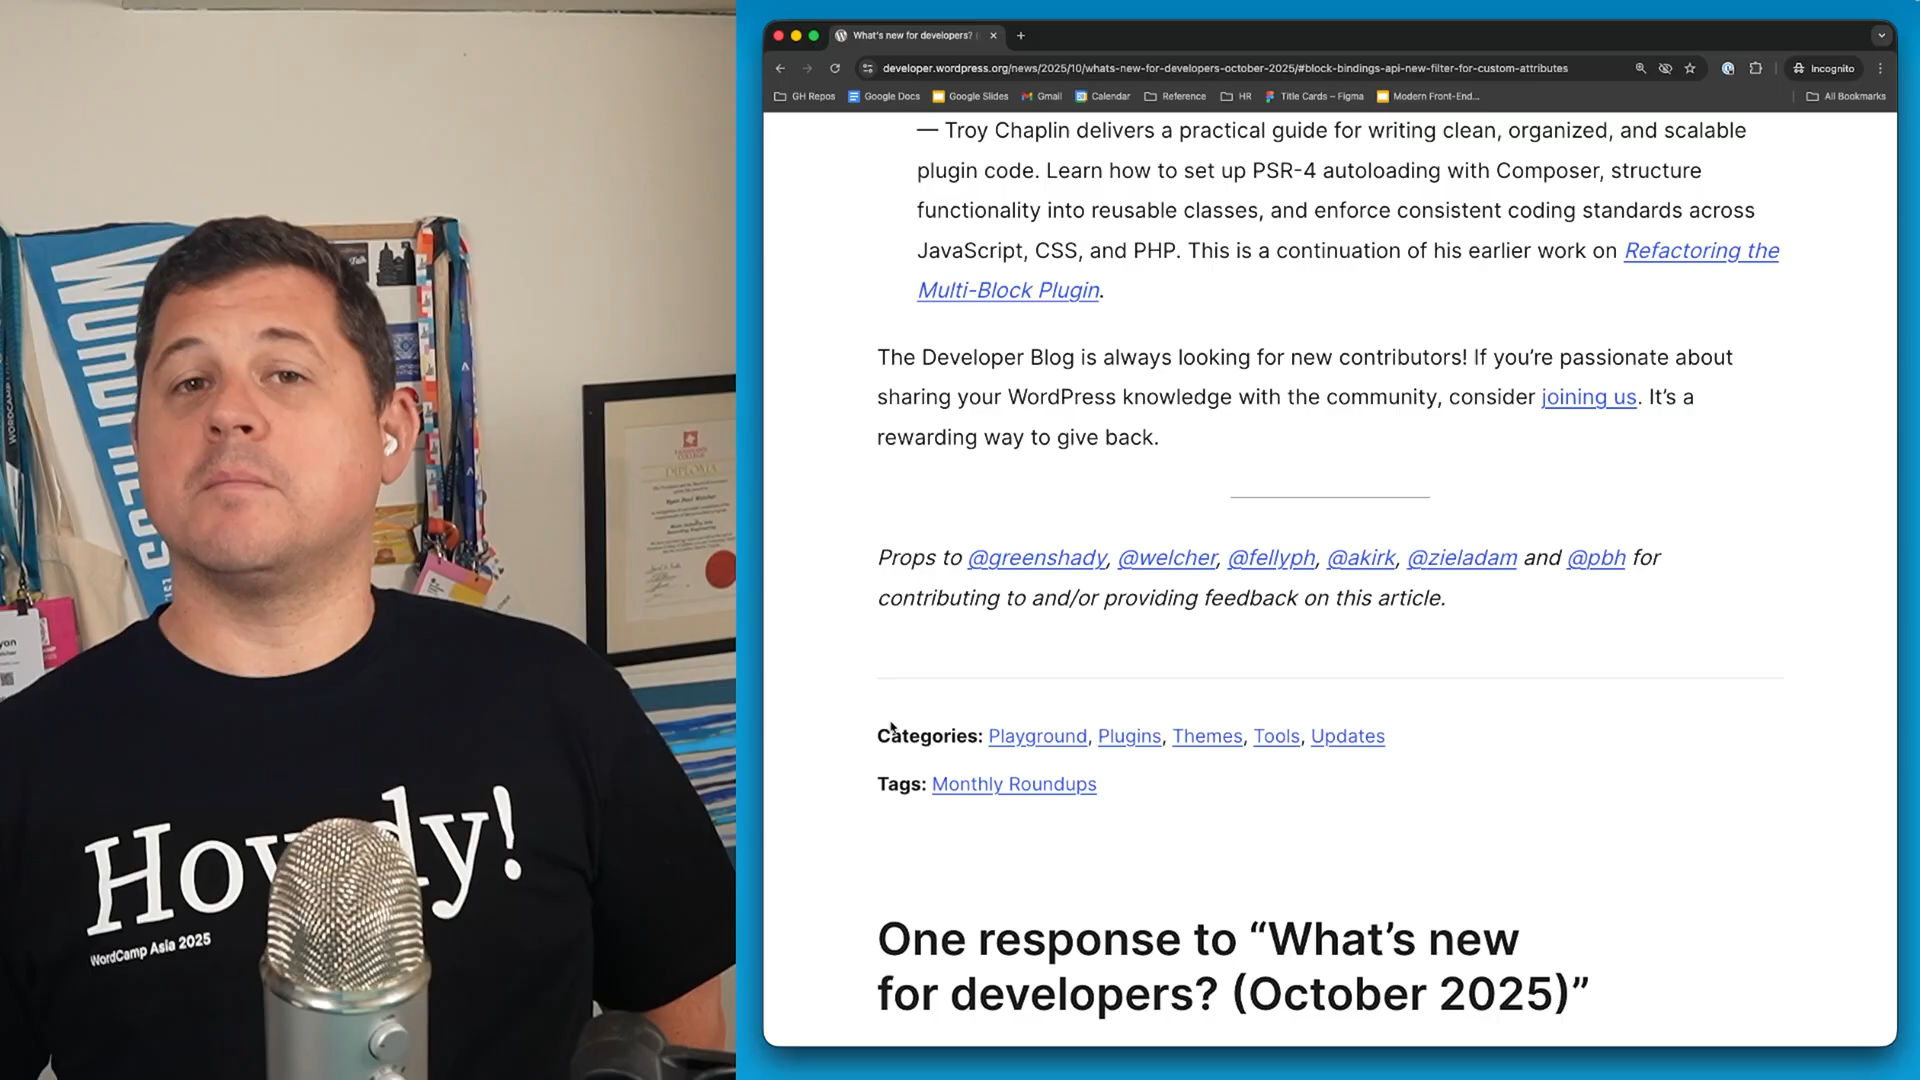 What's new for developers? (
developer.wordpress.org/news/2025/10/whats-new-for-developers-october-2025/#block-bindings-api-new-filter-for-custom-attributes
Incognito
GH Repos
Google Docs
Google Slides
Gmail
Calendar
Reference
HR
Title Cards – Figma
Modern Front-End...
All Bookmarks
— Troy Chaplin delivers a practical guide for writing clean, organized, and scalable
plugin code. Learn how to set up PSR-4 autoloading with Composer, structure
functionality into reusable classes, and enforce consistent coding standards across
JavaScript, CSS, and PHP. This is a continuation of his earlier work on Refactoring the
Multi-Block Plugin.
The Developer Blog is always looking for new contributors! If you’re passionate about
sharing your WordPress knowledge with the community, consider joining us. It’s a
rewarding way to give back.
Props to @greenshady, @welcher, @fellyph, @akirk, @zieladam and @pbh for
contributing to and/or providing feedback on this article.
Categories: Playground, Plugins, Themes, Tools, Updates
Tags: Monthly Roundups
One response to “What’s new
for developers? (October 2025)”
DIPLOMA
Howdy!
WordCamp Asia 2025